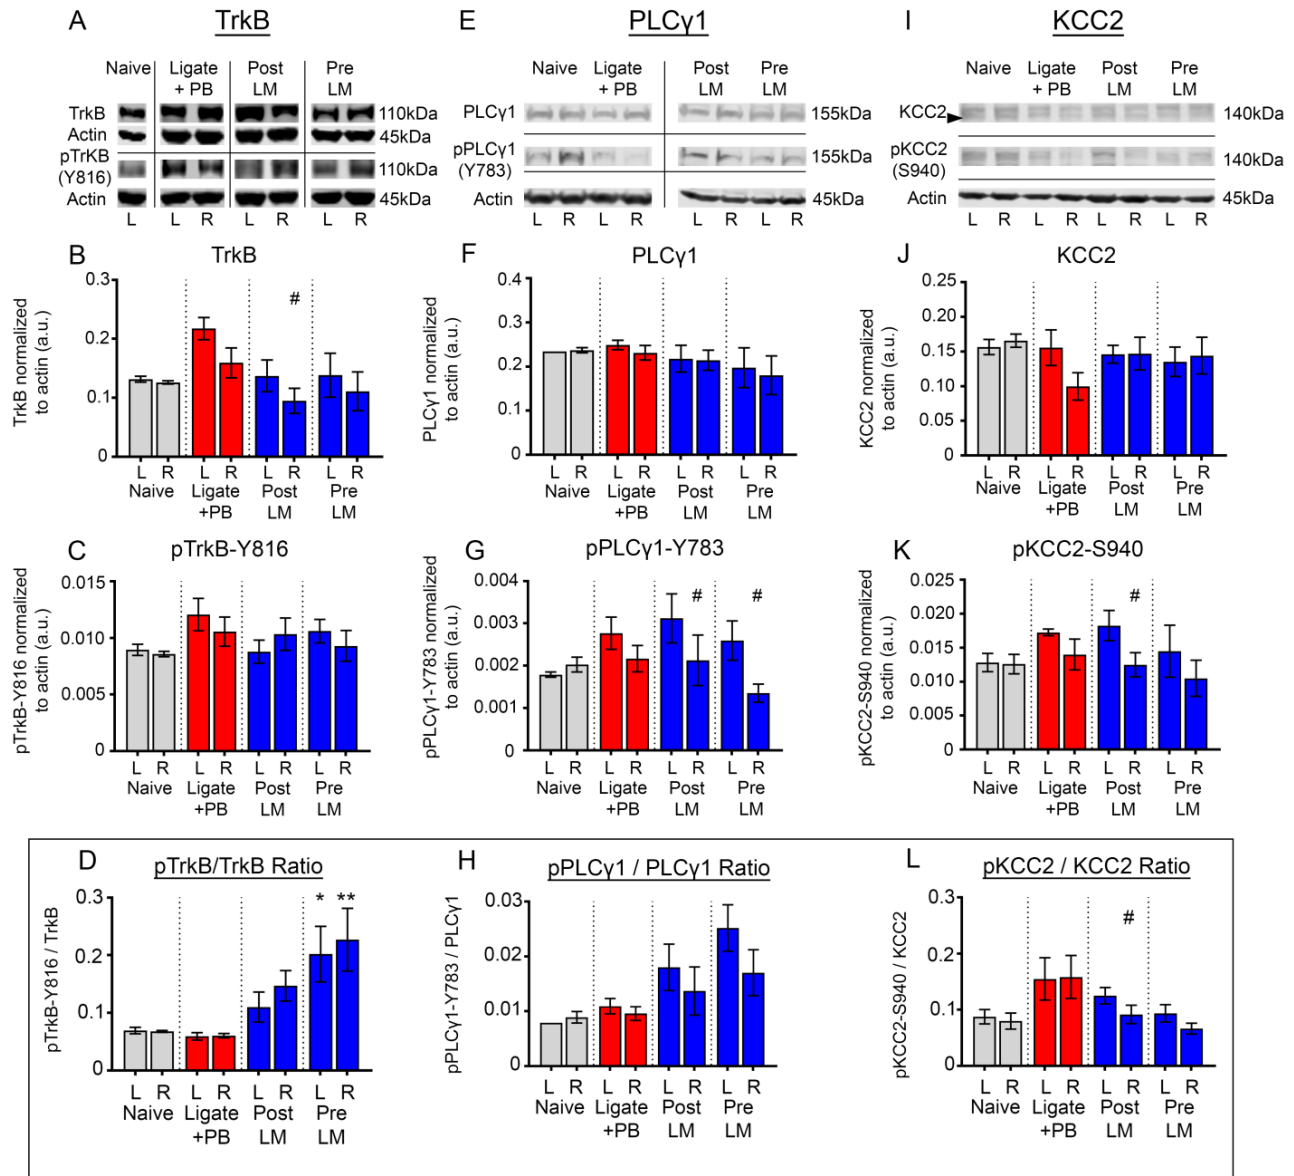 A TrkB
Naive Ligate + PB Post LM Pre LM
TrkB 110kDa
Actin 45kDa
pTrKB (Y816) 110kDa
Actin 45kDa
L L R L R L R
E PLCγ1
Naive Ligate + PB Post LM Pre LM
PLCγ1 155kDa
pPLCγ1 (Y783) 155kDa
Actin 45kDa
L R L R L R L R
I KCC2
Naive Ligate + PB Post LM Pre LM
KCC2 140kDa
pKCC2 (S940) 140kDa
Actin 45kDa
L R L R L R L R
B TrkB
TrkB normalized
to actin (a.u.)
0.3
0.2
0.1
0
#
L R L R L R L R
Naive Ligate +PB Post LM Pre LM
F PLCγ1
PLCγ1 normalized
to actin (a.u.)
0.4
0.3
0.2
0.1
0
L R L R L R L R
Naive Ligate +PB Post LM Pre LM
J KCC2
KCC2 normalized
to actin (a.u.)
0.25
0.20
0.15
0.10
0.05
0
L R L R L R L R
Naive Ligate +PB Post LM Pre LM
C pTrkB-Y816
pTrkB-Y816 normalized
to actin (a.u.)
0.015
0.010
0.005
0
L R L R L R L R
Naive Ligate +PB Post LM Pre LM
G pPLCγ1-Y783
pPLCγ1-Y783 normalized
to actin (a.u.)
0.004
0.003
0.002
0.001
0
# #
L R L R L R L R
Naive Ligate +PB Post LM Pre LM
K pKCC2-S940
pKCC2-S940 normalized
to actin (a.u.)
0.025
0.020
0.015
0.010
0.005
0
#
L R L R L R L R
Naive Ligate +PB Post LM Pre LM
D pTrkB/TrkB Ratio
pTrkB-Y816 / TrkB
0.3
0.2
0.1
0
* **
L R L R L R L R
Naive Ligate +PB Post LM Pre LM
H pPLCγ1 / PLCγ1 Ratio
pPLCγ1-Y783 / PLCγ1
0.03
0.02
0.01
0
L R L R L R L R
Naive Ligate +PB Post LM Pre LM
L pKCC2 / KCC2 Ratio
pKCC2-S940 / KCC2
0.3
0.2
0.1
0
#
L R L R L R L R
Naive Ligate +PB Post LM Pre LM